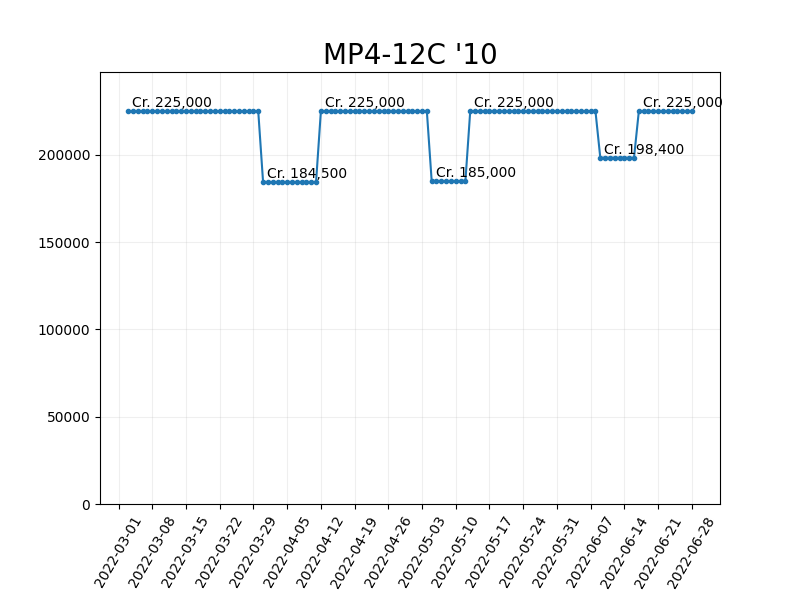 MP4-12C '10
Cr. 225,000
Cr. 184,500
Cr. 225,000
Cr. 185,000
Cr. 225,000
Cr. 198,400
Cr. 225,000
200000
150000
100000
50000
0
2022-03-01
2022-03-08
2022-03-15
2022-03-22
2022-03-29
2022-04-05
2022-04-12
2022-04-19
2022-04-26
2022-05-03
2022-05-10
2022-05-17
2022-05-24
2022-05-31
2022-06-07
2022-06-14
2022-06-21
2022-06-28